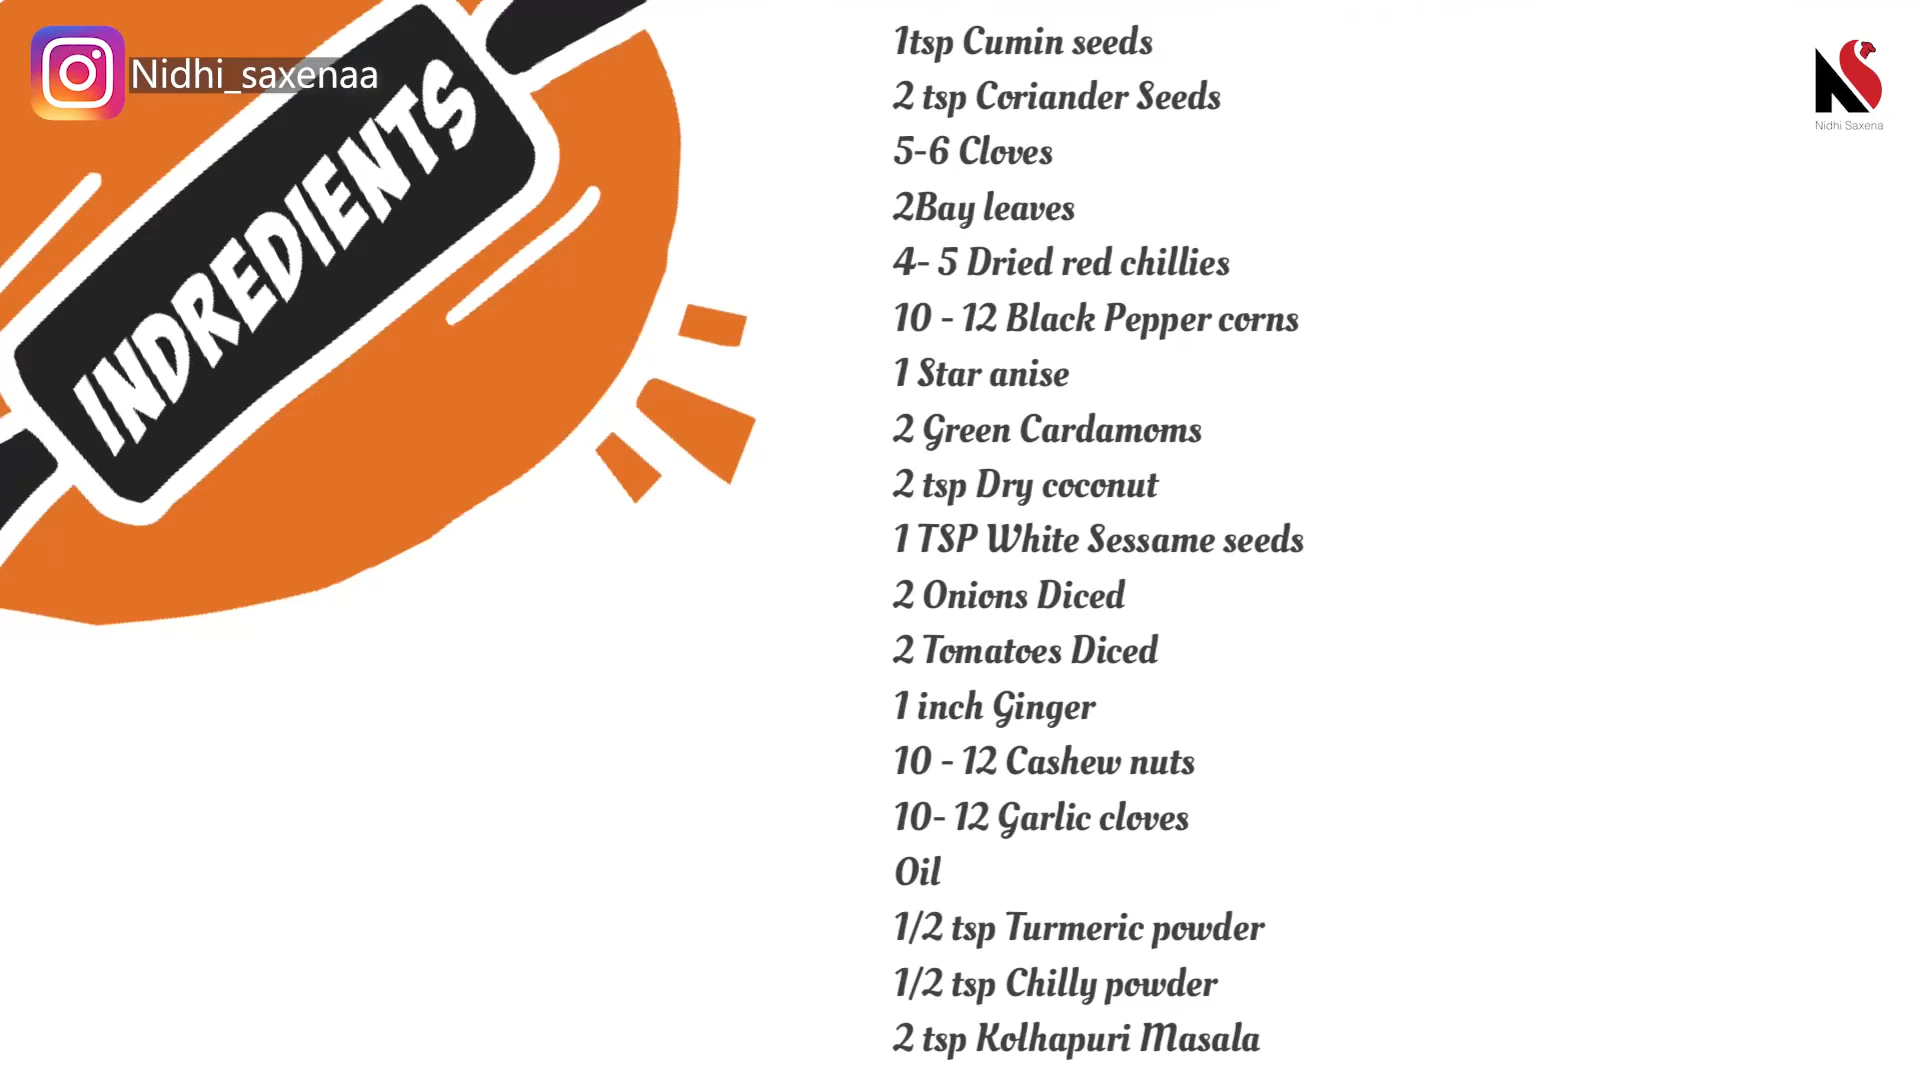 Nidhi_saxenaa
INDREDIENTS
1tsp Cumin seeds
2 tsp Coriander Seeds
5-6 Cloves
2Bay leaves
4- 5 Dried red chillies
10 - 12 Black Pepper corns
1 Star anise
2 Green Cardamoms
2 tsp Dry coconut
1 TSP White Sessame seeds
2 Onions Diced
2 Tomatoes Diced
1 inch Ginger
10 - 12 Cashew nuts
10- 12 Garlic cloves
Oil
1/2 tsp Turmeric powder
1/2 tsp Chilly powder
2 tsp Kolhapuri Masala
NS
Nidhi Saxena